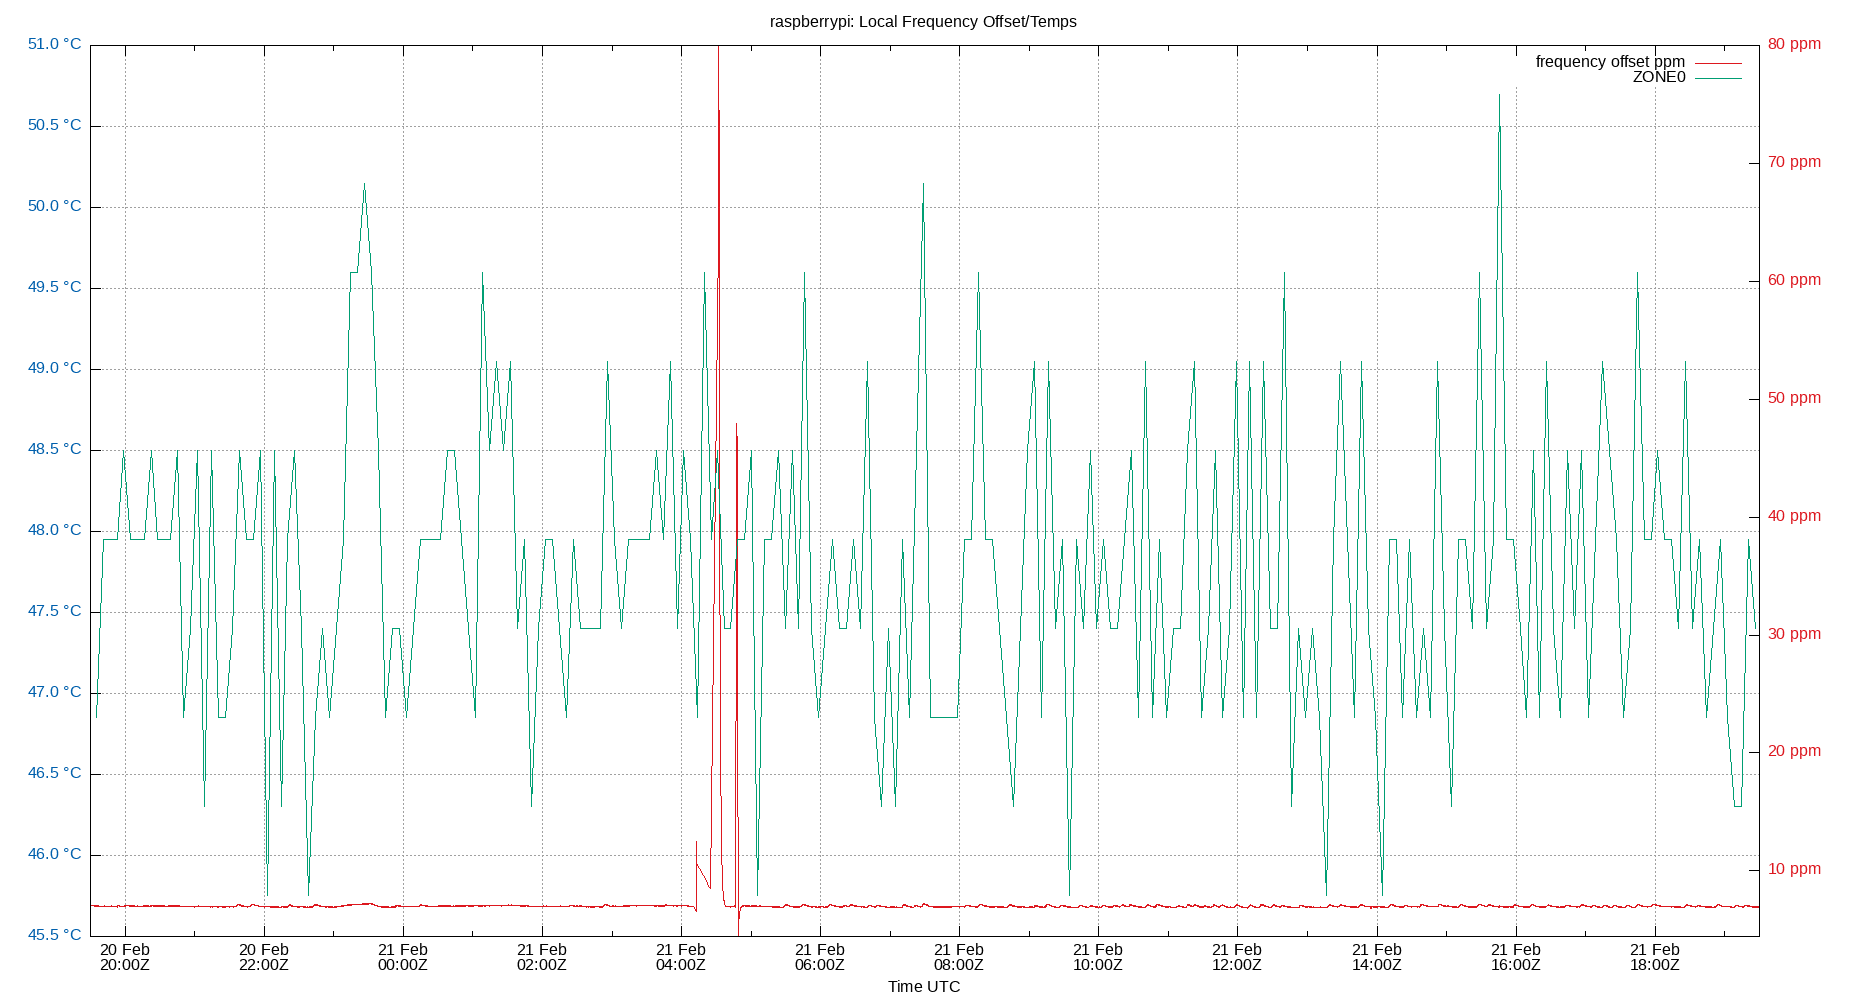 raspberrypi: Local Frequency Offset/Temps
51.0 °C
50.5 °C
50.0 °C
49.5 °C
49.0 °C
48.5 °C
48.0 °C
47.5 °C
47.0 °C
46.5 °C
46.0 °C
45.5 °C
80 ppm
70 ppm
60 ppm
50 ppm
40 ppm
30 ppm
20 ppm
10 ppm
frequency offset ppm
ZONE0
20 Feb
20:00Z
20 Feb
22:00Z
21 Feb
00:00Z
21 Feb
02:00Z
21 Feb
04:00Z
21 Feb
06:00Z
21 Feb
08:00Z
21 Feb
10:00Z
21 Feb
12:00Z
21 Feb
14:00Z
21 Feb
16:00Z
21 Feb
18:00Z
Time UTC